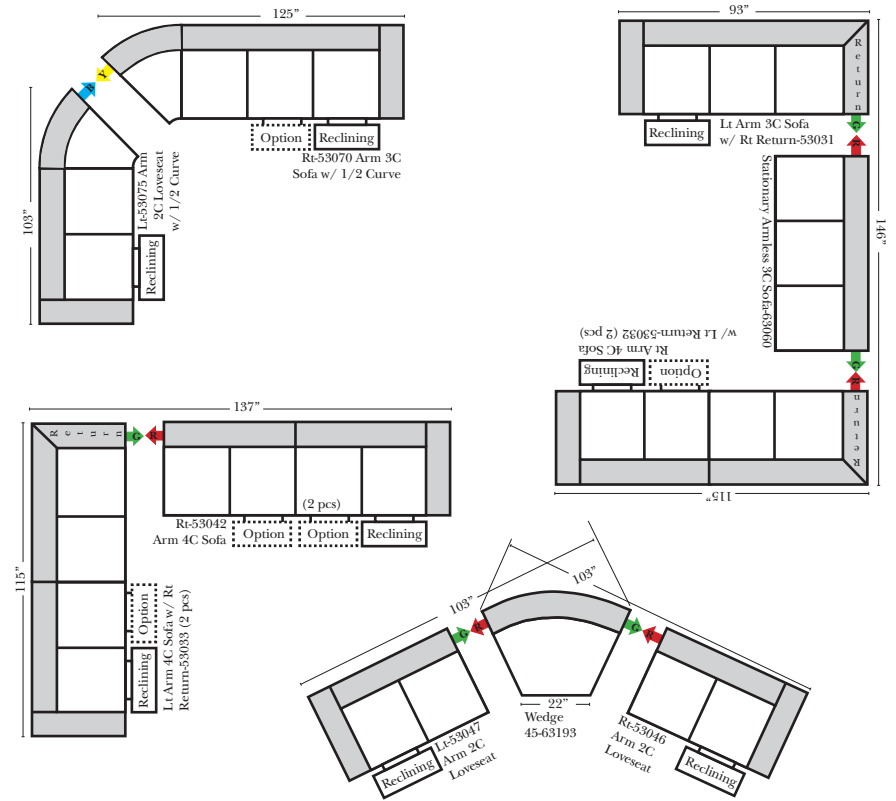 125”
B
Y
Option
Reclining
Rt-53070 Arm 3C
Sofa w/ 1/2 Curve
103”
Lt-53075 Arm
2C Loveseat
w/ 1/2 Curve
Reclining
93”
Return
Reclining
Lt Arm 3C Sofa
w/ Rt Return-53031
G
R
Stationary Armless 3C Sofa-63060
146”
G
R
Rt Arm 4C Sofa
w/ Lt Return-53032 (2 pcs)
Reclining
Option
Return
115”
137”
Return
G
R
(2 pcs)
Rt-53042
Arm 4C Sofa
Option
Option
Reclining
115”
Option
Reclining
Lt Arm 4C Sofa w/ Rt
Return-53033 (2 pcs)
103”
103”
G
R
G
R
22”
Wedge
45-63193
Lt-53047
Arm 2C
Loveseat
Reclining
Rt-53046
Arm 2C
Loveseat
Reclining